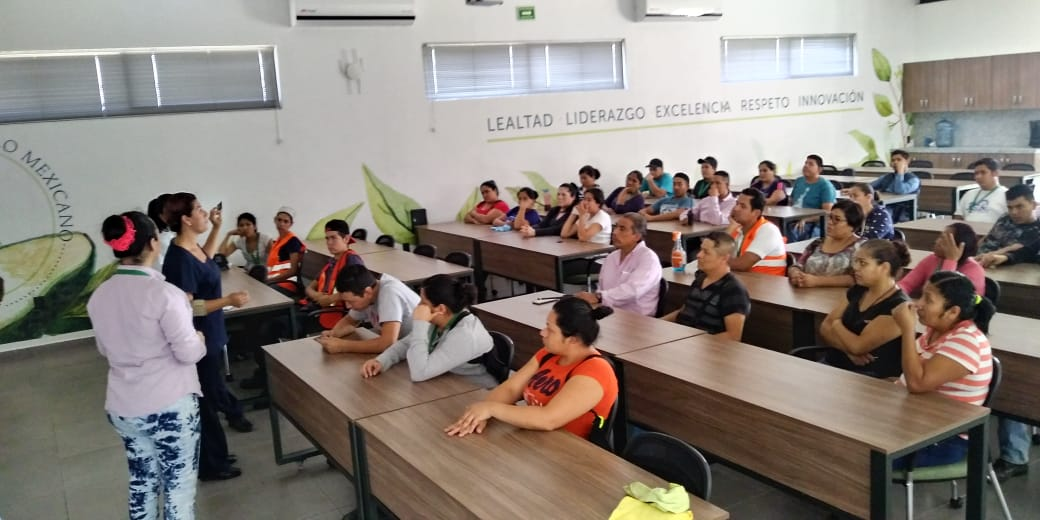 LEALTAD · LIDERAZGO EXCELENCIA RESPETO INNOVACIÓN
O MEXICANO